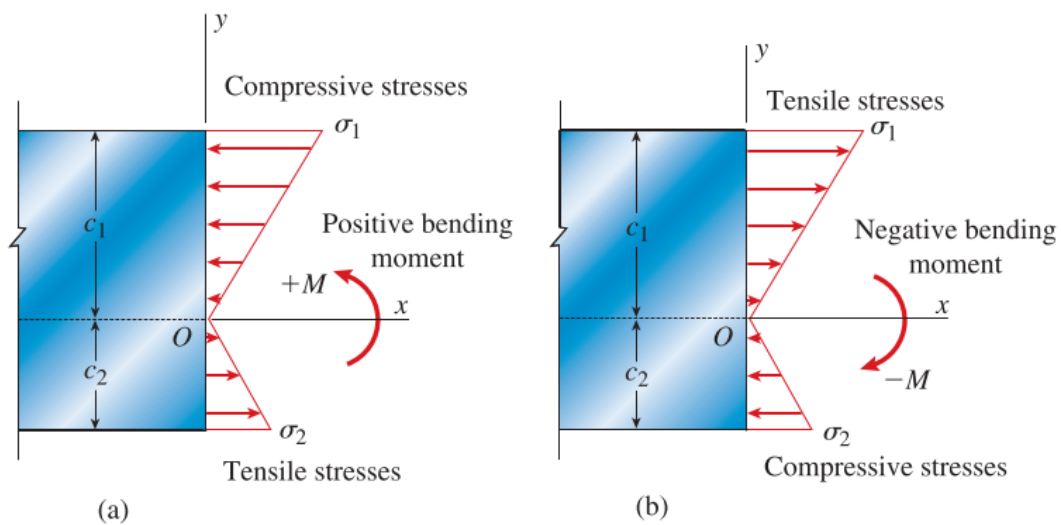 y
Compressive stresses
σ1
c1
Positive bending
moment
+M
x
O
c2
σ2
Tensile stresses
(a)
y
Tensile stresses
σ1
c1
Negative bending
moment
x
O
c2
−M
σ2
Compressive stresses
(b)